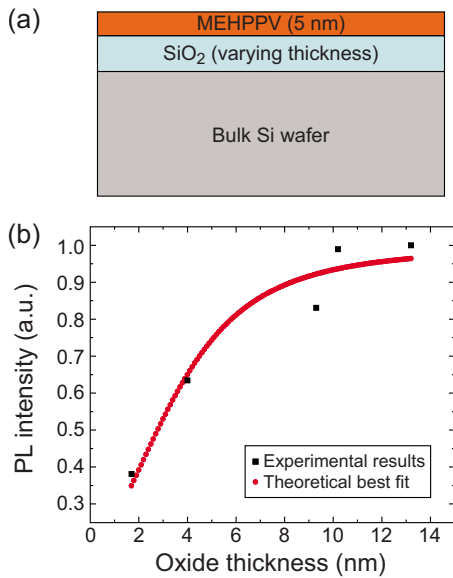 (a)
MEHPPV (5 nm)
SiO₂ (varying thickness)
Bulk Si wafer
(b)
PL intensity (a.u.)
1.0
0.9
0.8
0.7
0.6
0.5
0.4
0.3
Experimental results
Theoretical best fit
0 2 4 6 8 10 12 14
Oxide thickness (nm)